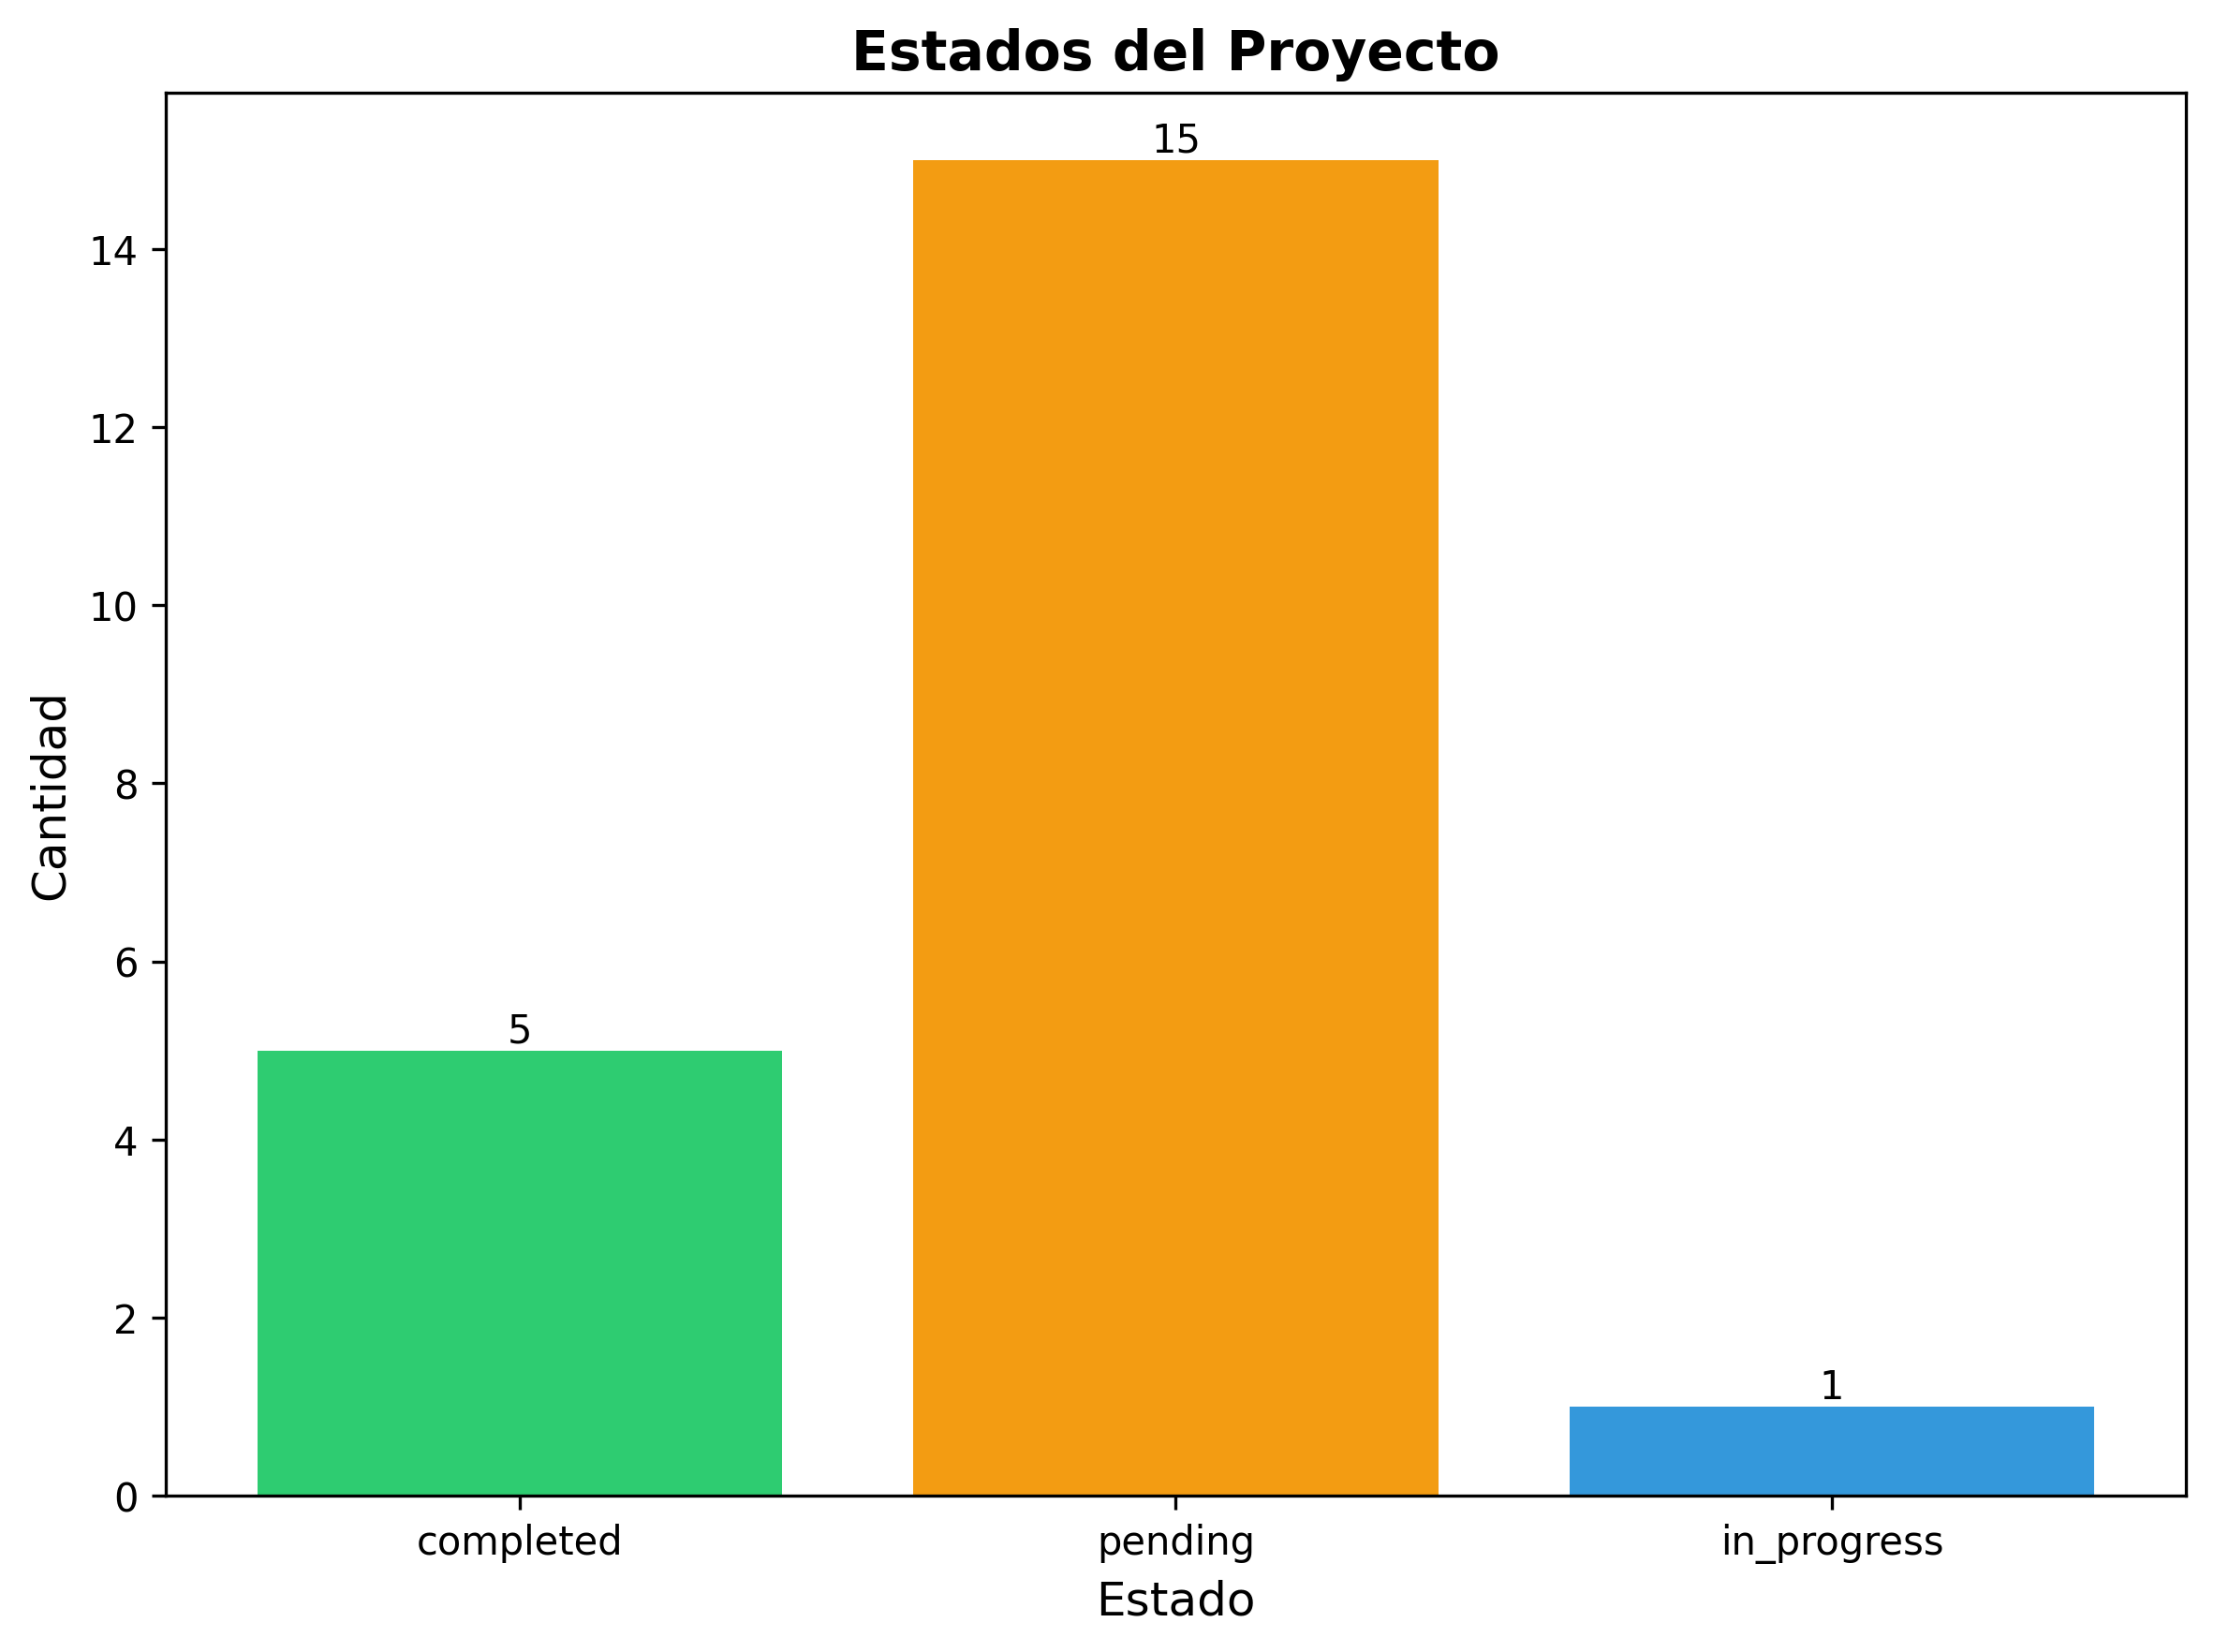 Estados del Proyecto
15
14
12
10
8
6
5
4
2
1
0
Cantidad
completed
pending
in_progress
Estado